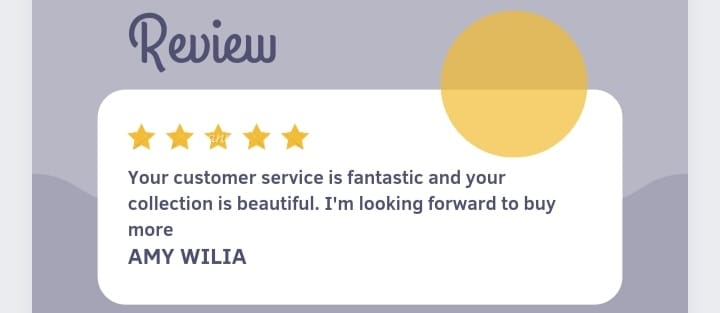 Review
Your customer service is fantastic and your
collection is beautiful. I'm looking forward to buy
more
AMY WILIA